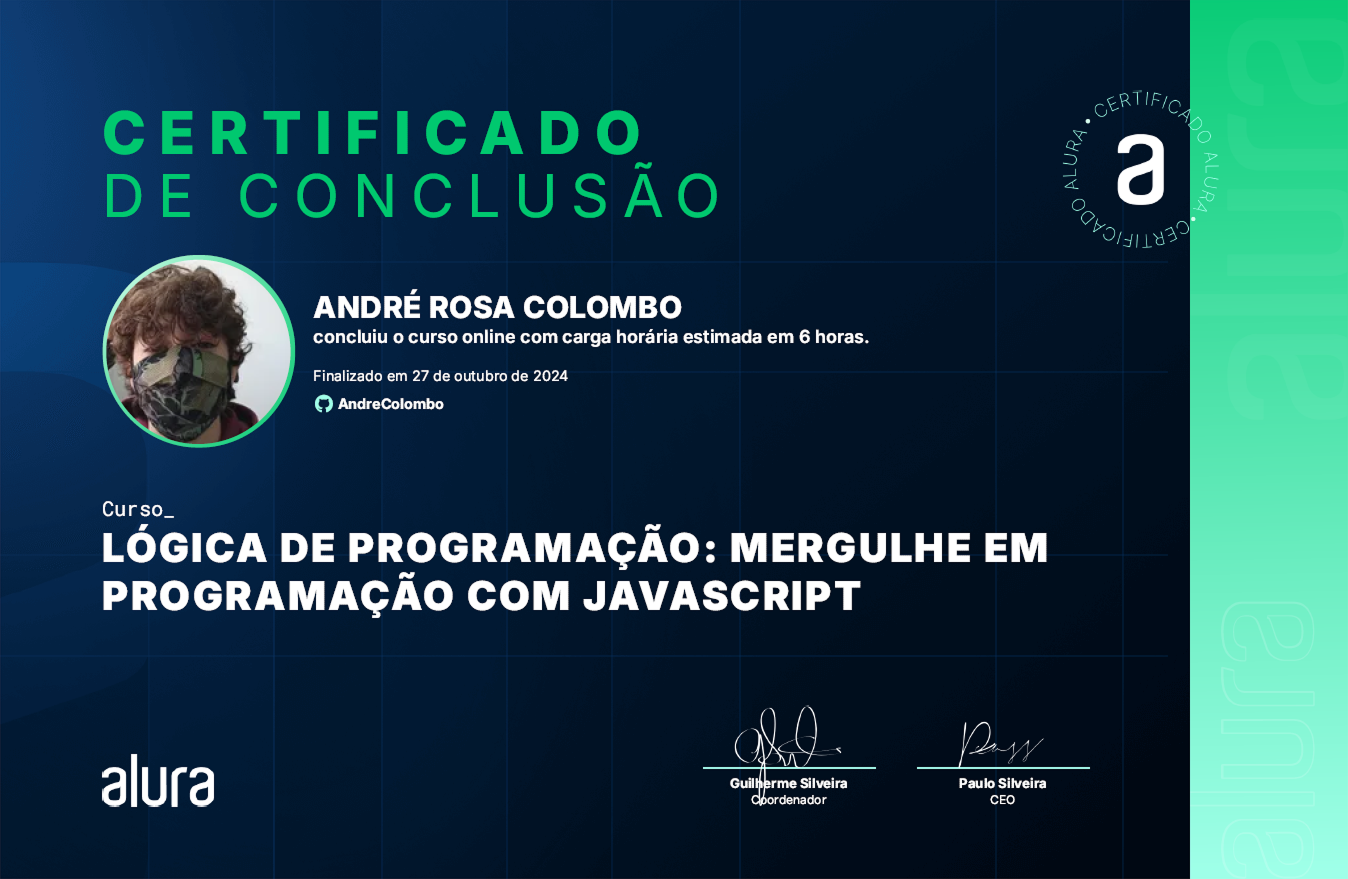 CERTIFICADO
DE CONCLUSÃO
CERTIFICADO ALURA • CERTIFICADO ALURA •
a
ANDRÉ ROSA COLOMBO
concluiu o curso online com carga horária estimada em 6 horas.
Finalizado em 27 de outubro de 2024
AndreColombo
Curso_
LÓGICA DE PROGRAMAÇÃO: MERGULHE EM
PROGRAMAÇÃO COM JAVASCRIPT
alura
Guilherme Silveira
Coordenador
Paulo Silveira
CEO
alura
alura